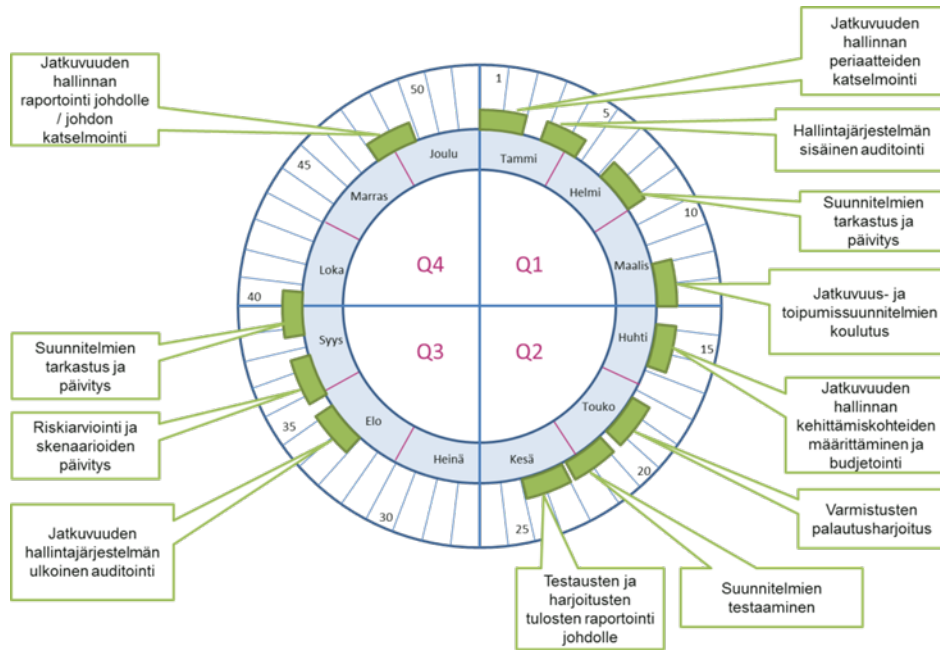 Jatkuvuuden
hallinnan
periaatteiden
katselmointi
Hallintajärjestelmän
sisäinen auditointi
Suunnitelmien
tarkastus ja
päivitys
Jatkuvuus- ja
toipumissuunnitelmien
koulutus
Jatkuvuuden
hallinnan
kehittämiskohteiden
määrittäminen ja
budjetointi
Varmistusten
palautusharjoitus
Suunnitelmien
testaaminen
Testausten ja
harjoitusten
tulosten raportointi
johdolle
Jatkuvuuden
hallintajärjestelmän
ulkoinen auditointi
Riskiarviointi ja
skenaarioiden
päivitys
Suunnitelmien
tarkastus ja
päivitys
Jatkuvuuden
hallinnan
raportointi johdolle
/ johdon
katselmointi
1
5
10
15
20
25
30
35
40
45
50
Tammi
Helmi
Maalis
Huhti
Touko
Kesä
Heinä
Elo
Syys
Loka
Marras
Joulu
Q1
Q2
Q3
Q4